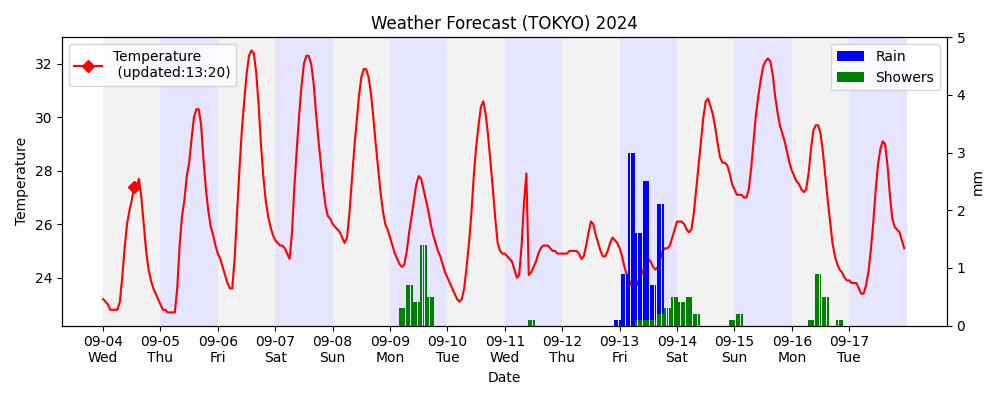 Weather Forecast (TOKYO) 2024
Temperature
(updated:13:20)
Rain
Showers
Temperature
32
30
28
26
24
5
4
3
2
1
0
mm
09-04 09-05 09-06 09-07 09-08 09-09 09-10 09-11 09-12 09-13 09-14 09-15 09-16 09-17
Wed Thu Fri Sat Sun Mon Tue Wed Thu Fri Sat Sun Mon Tue
Date